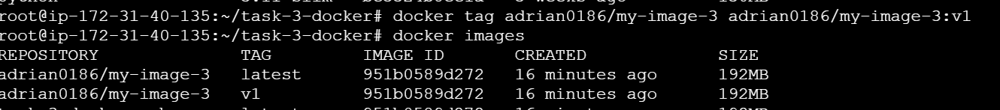 root@ip-172-31-40-135:~/task-3-docker# docker tag adrian0186/my-image-3 adrian0186/my-image-3:v1
root@ip-172-31-40-135:~/task-3-docker# docker images
REPOSITORY TAG IMAGE ID CREATED SIZE
adrian0186/my-image-3 latest 951b0589d272 16 minutes ago 192MB
adrian0186/my-image-3 v1 951b0589d272 16 minutes ago 192MB